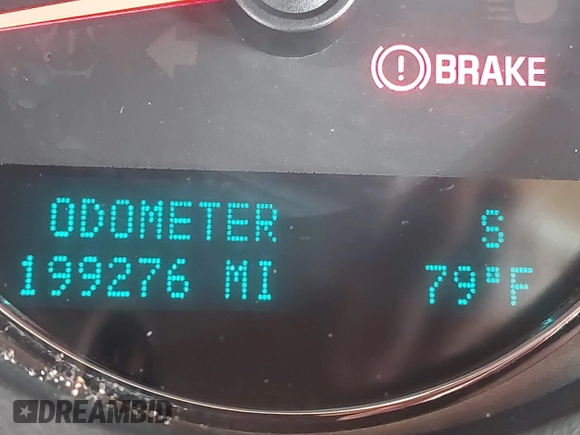 BRAKE
ODOMETER S
199276 MI 79°F
DREAMBID